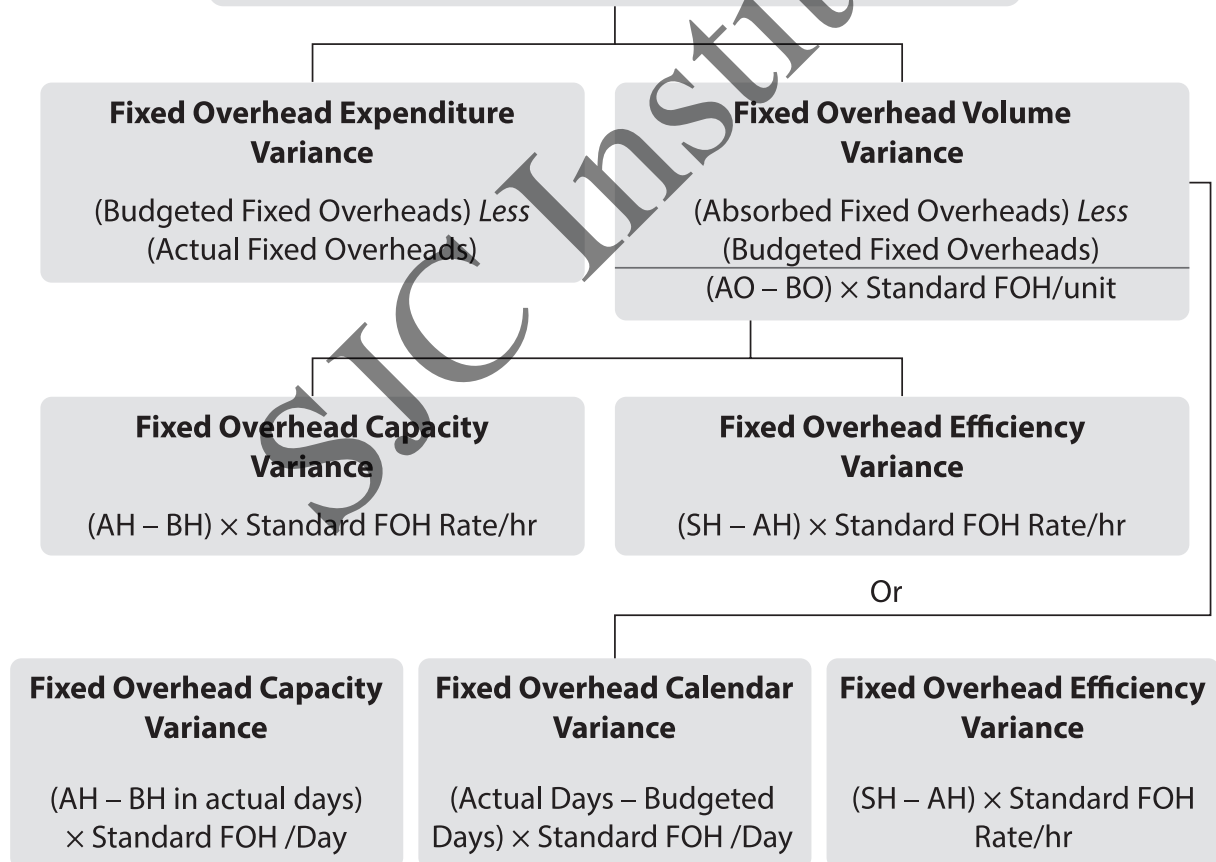 Fixed Overhead Expenditure
Variance
(Budgeted Fixed Overheads) Less
(Actual Fixed Overheads)
Fixed Overhead Volume
Variance
(Absorbed Fixed Overheads) Less
(Budgeted Fixed Overheads)
(AO – BO) × Standard FOH/unit
Fixed Overhead Capacity
Variance
(AH – BH) × Standard FOH Rate/hr
Fixed Overhead Efficiency
Variance
(SH – AH) × Standard FOH Rate/hr
Or
Fixed Overhead Capacity
Variance
(AH – BH in actual days)
× Standard FOH /Day
Fixed Overhead Calendar
Variance
(Actual Days – Budgeted
Days) × Standard FOH /Day
Fixed Overhead Efficiency
Variance
(SH – AH) × Standard FOH
Rate/hr
SJC